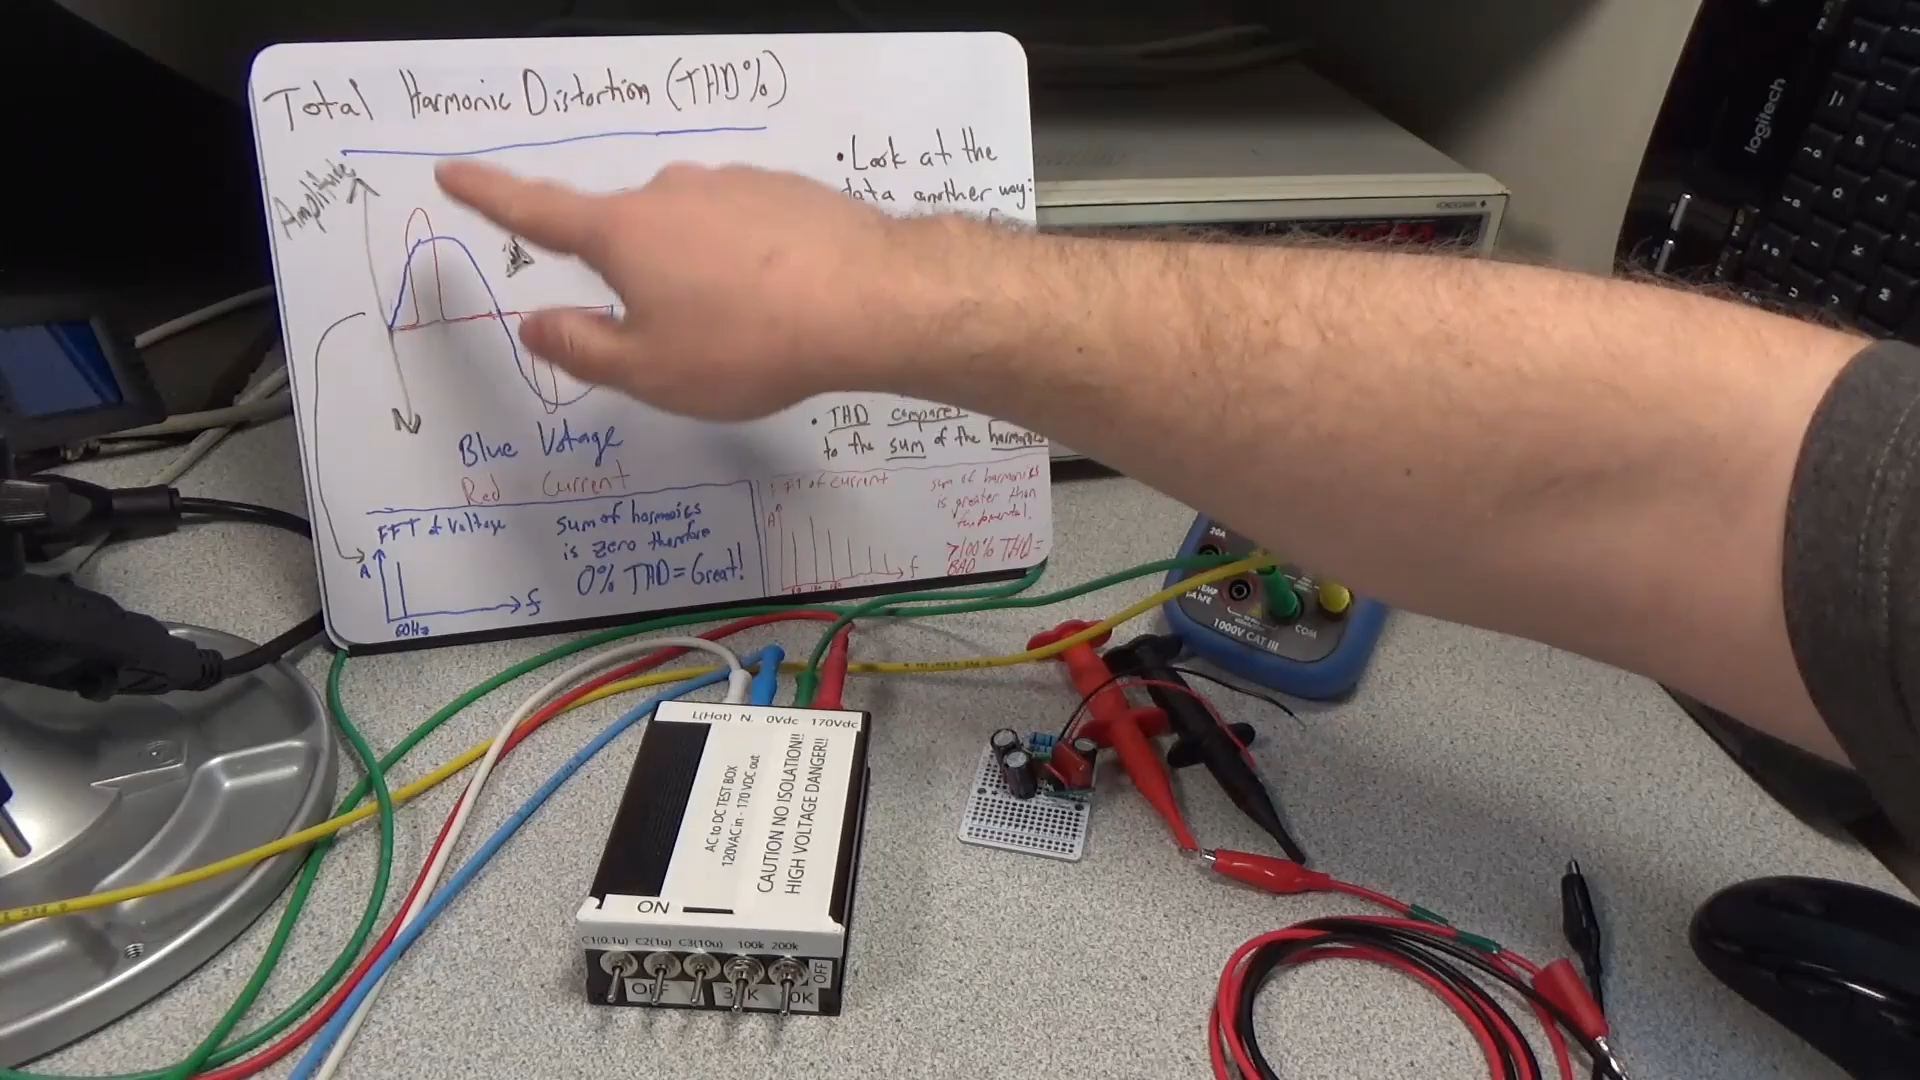 Total Harmonic Distortion (THD%)
Amplitude
• Look at the
data another way:
Blue Votage
Red Current
• THD compares
to the sum of the harmonics
FFT of Voltage
A
60Hz
f
sum of harmonics
is zero therefore
0% THD = Great!
FFT of current
A
f
sum of harmonics
is greater than
fundamental.
>100% THD =
BAD
logitech
YOKOGAWA
20A
COM
1000V CAT III
L(Hot) N. 0Vdc 170Vdc
AC to DC TEST BOX
120VAC in - 170 VDC out
CAUTION NO ISOLATION!!
HIGH VOLTAGE DANGER!!
ON
C1(0.1u) C2(1u) C3(10u) 100k 200k
OFF